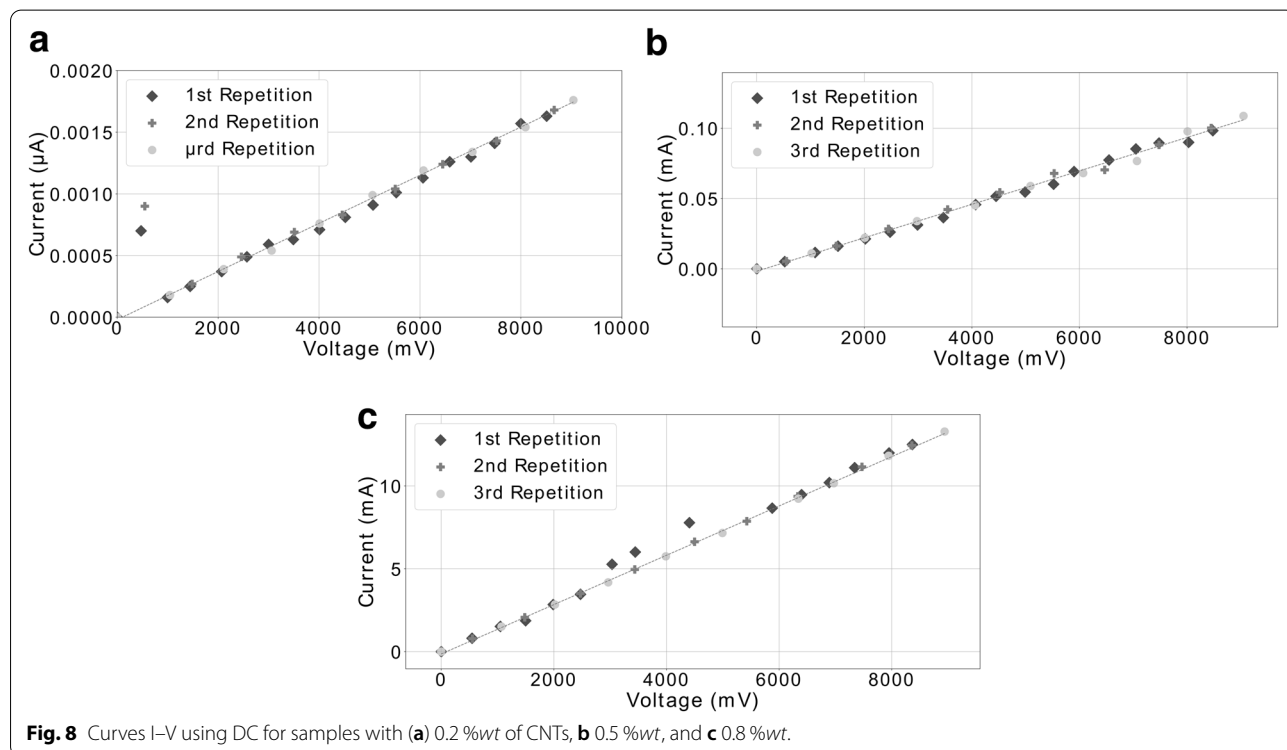 a
0.0020
1st Repetition
2nd Repetition
µrd Repetition
0.0015
0.0010
0.0005
0.0000
Current (µA)
0 2000 4000 6000 8000 10000
Voltage (mV)
b
1st Repetition
2nd Repetition
3rd Repetition
0.10
0.05
0.00
Current (mA)
0 2000 4000 6000 8000
Voltage (mV)
c
1st Repetition
2nd Repetition
3rd Repetition
10
5
0
Current (mA)
0 2000 4000 6000 8000
Voltage (mV)
Fig. 8 Curves I–V using DC for samples with (a) 0.2 %wt of CNTs, b 0.5 %wt, and c 0.8 %wt.